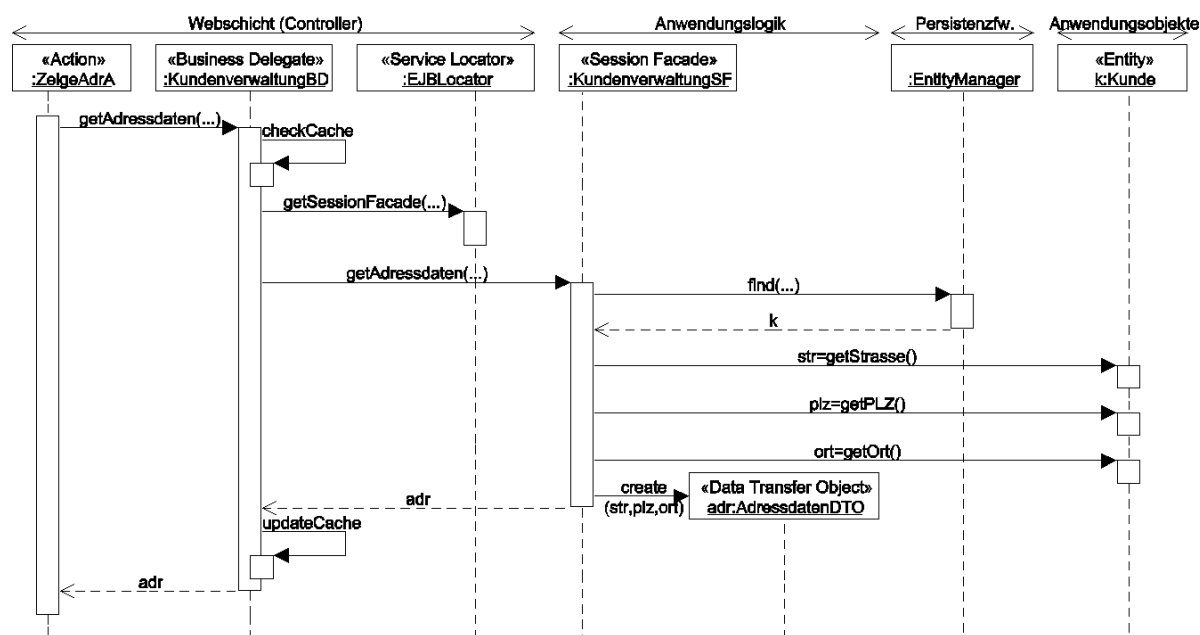 Webschicht (Controller)
Anwendungslogik
Persistenzfw.
Anwendungsobjekte
«Action»
:ZeigeAdrA
«Business Delegate»
:KundenverwaltungBD
«Service Locator»
:EJBLocator
«Session Facade»
:KundenverwaltungSF
:EntityManager
«Entity»
k:Kunde
getAdressdaten(...)
checkCache
getSessionFacade(...)
getAdressdaten(...)
find(...)
k
str=getStrasse()
plz=getPLZ()
ort=getOrt()
create
(str,plz,ort)
«Data Transfer Object»
adr:AdressdatenDTO
adr
updateCache
adr